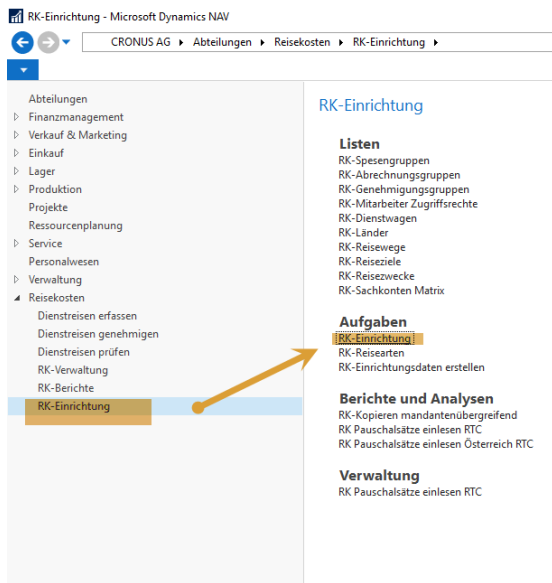 RK-Einrichtung - Microsoft Dynamics NAV
CRONUS AG ▸ Abteilungen ▸ Reisekosten ▸ RK-Einrichtung ▸
Abteilungen
Finanzmanagement
Verkauf & Marketing
Einkauf
Lager
Produktion
Projekte
Ressourcenplanung
Service
Personalwesen
Verwaltung
Reisekosten
Dienstreisen erfassen
Dienstreisen genehmigen
Dienstreisen prüfen
RK-Verwaltung
RK-Berichte
RK-Einrichtung
RK-Einrichtung
Listen
RK-Spesengruppen
RK-Abrechnungsgruppen
RK-Genehmigungsgruppen
RK-Mitarbeiter Zugriffsrechte
RK-Dienstwagen
RK-Länder
RK-Reisewege
RK-Reiseziele
RK-Reisezwecke
RK-Sachkonten Matrix
Aufgaben
RK-Einrichtung
RK-Reisearten
RK-Einrichtungsdaten erstellen
Berichte und Analysen
RK-Kopieren mandantenübergreifend
RK Pauschalsätze einlesen RTC
RK Pauschalsätze einlesen Österreich RTC
Verwaltung
RK Pauschalsätze einlesen RTC